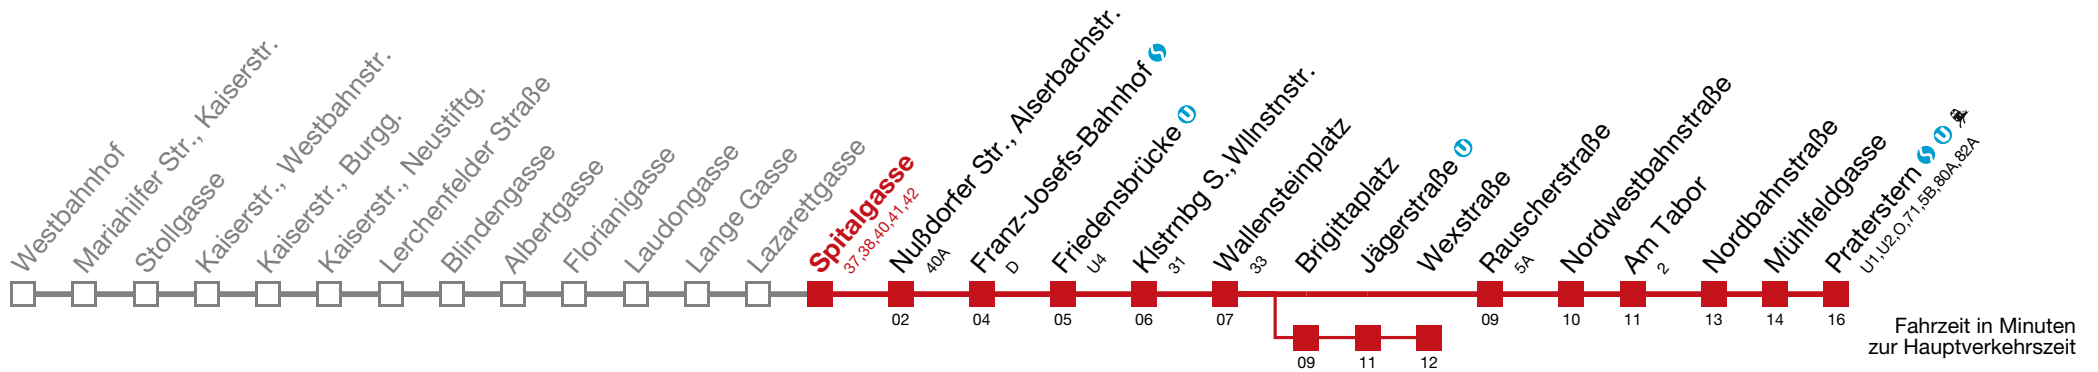 Westbahnhof
Mariahilfer Str., Kaiserstr.
Stollgasse
Kaiserstr., Westbahnstr.
Kaiserstr., Burgg.
Kaiserstr., Neustiftg.
Lerchenfelder Straße
Blindengasse
Albertgasse
Florianigasse
Laudongasse
Lange Gasse
Lazarettgasse
Spitalgasse
37,38,40,41,42
Nußdorfer Str., Alserbachstr.
40A
Franz-Josefs-Bahnhof
D
Friedensbrücke U
U4
Klstrnbg S., Wllnstnstr.
31
Wallensteinplatz
33
Brigittaplatz
Jägerstraße U
Wexstraße
Rauscherstraße
5A
Nordwestbahnstraße
Am Tabor
2
Nordbahnstraße
Mühlfeldgasse
Praterstern S U
U1,U2,O,71,5B,80A,82A
02 04 05 06 07 09 10 11 13 14 16
09 11 12
Fahrzeit in Minuten
zur Hauptverkehrszeit